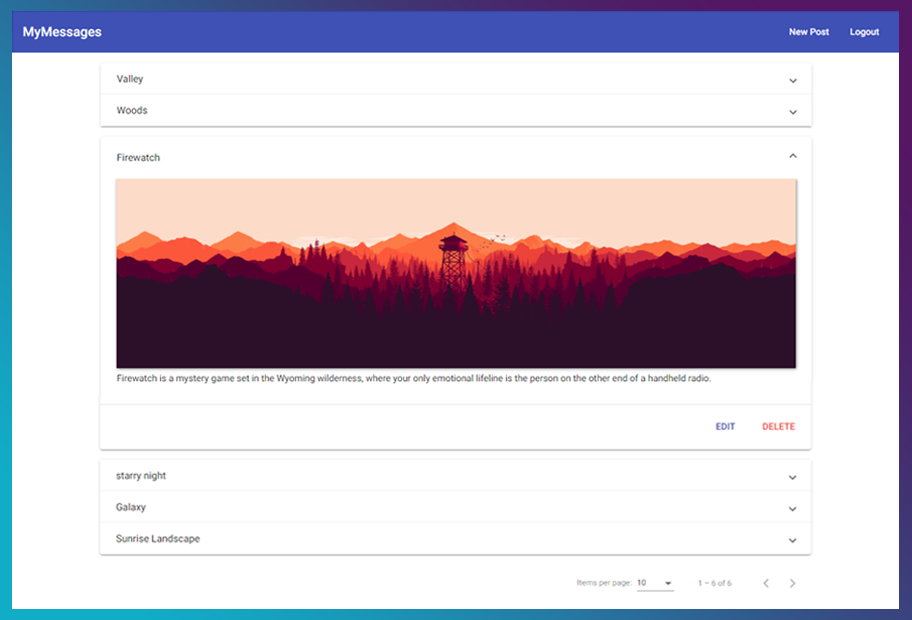 MyMessages New Post Logout
Valley
Woods
Firewatch
Firewatch is a mystery game set in the Wyoming wilderness, where your only emotional lifeline is the person on the other end of a handheld radio.
EDIT DELETE
starry night
Galaxy
Sunrise Landscape
Items per page: 10 1 – 6 of 6